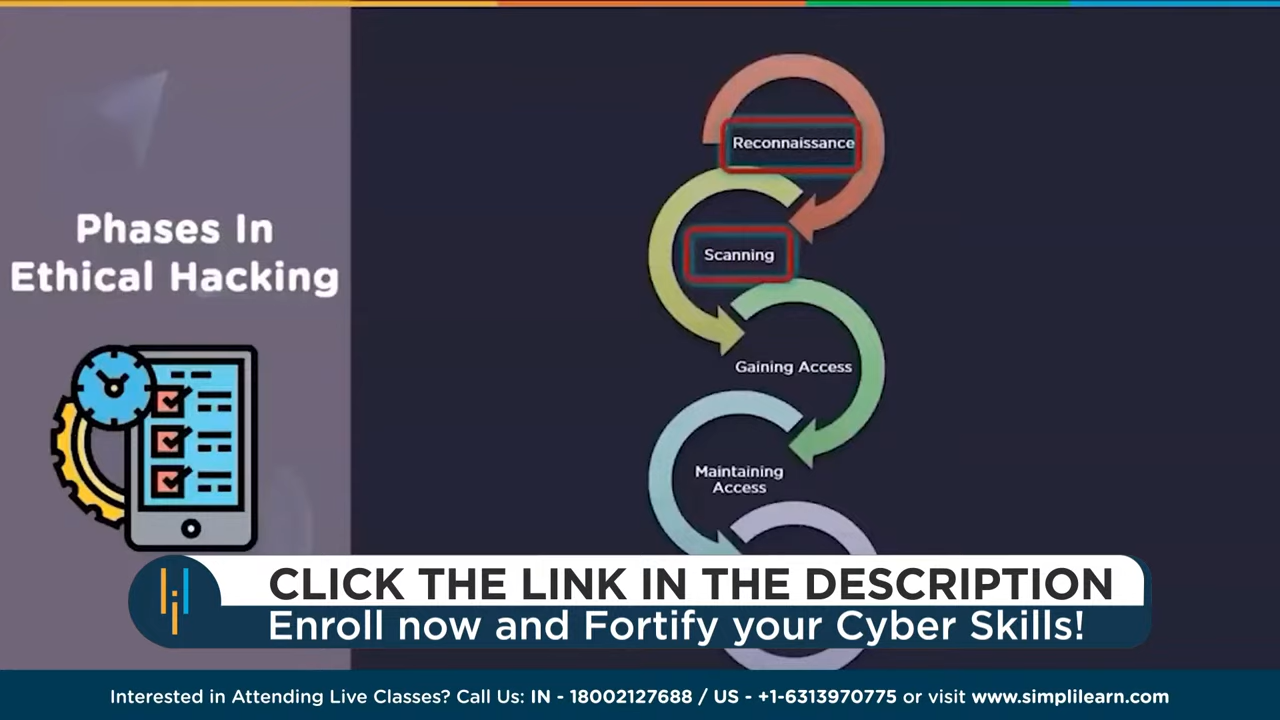 Phases In
Ethical Hacking
Reconnaissance
Scanning
Gaining Access
Maintaining
Access
CLICK THE LINK IN THE DESCRIPTION
Enroll now and Fortify your Cyber Skills!
Interested in Attending Live Classes? Call Us: IN - 18002127688 / US - +1-6313970775 or visit www.simplilearn.com